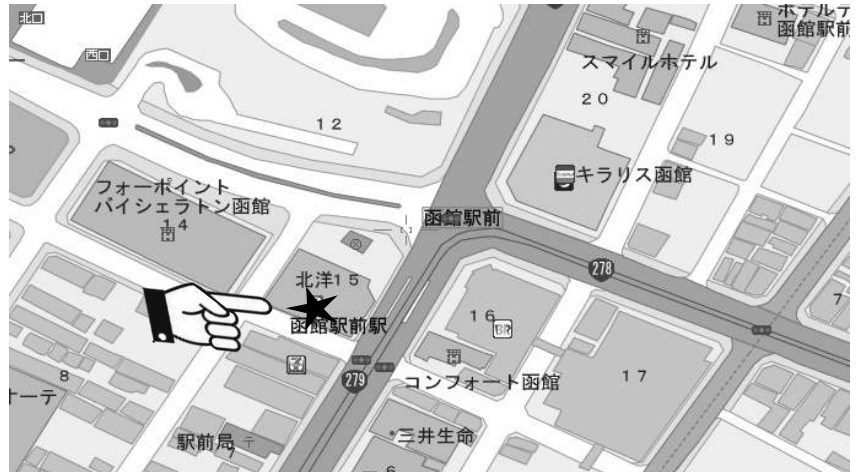 北口
西口
ホテルテ
函館駅前
スマイルホテル
20
12
19
キラリス函館
フォーポイント
バイシェラトン函館
14
函館駅前
278
北洋15
函館駅前駅
16
BR
7
279
コンフォート函館
17
8
オーテ
三井生命
駅前局〒
7
6